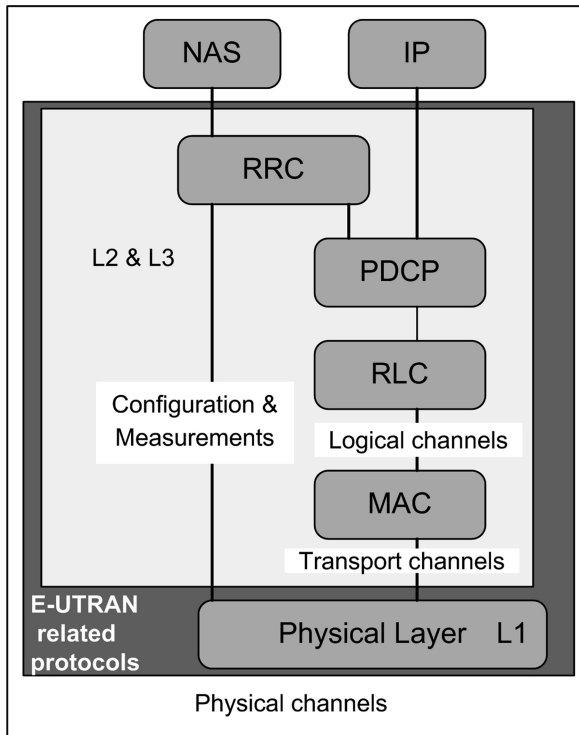 NAS
IP
RRC
L2 & L3
PDCP
RLC
Configuration &
Measurements
Logical channels
MAC
Transport channels
E-UTRAN
related
protocols
Physical Layer L1
Physical channels